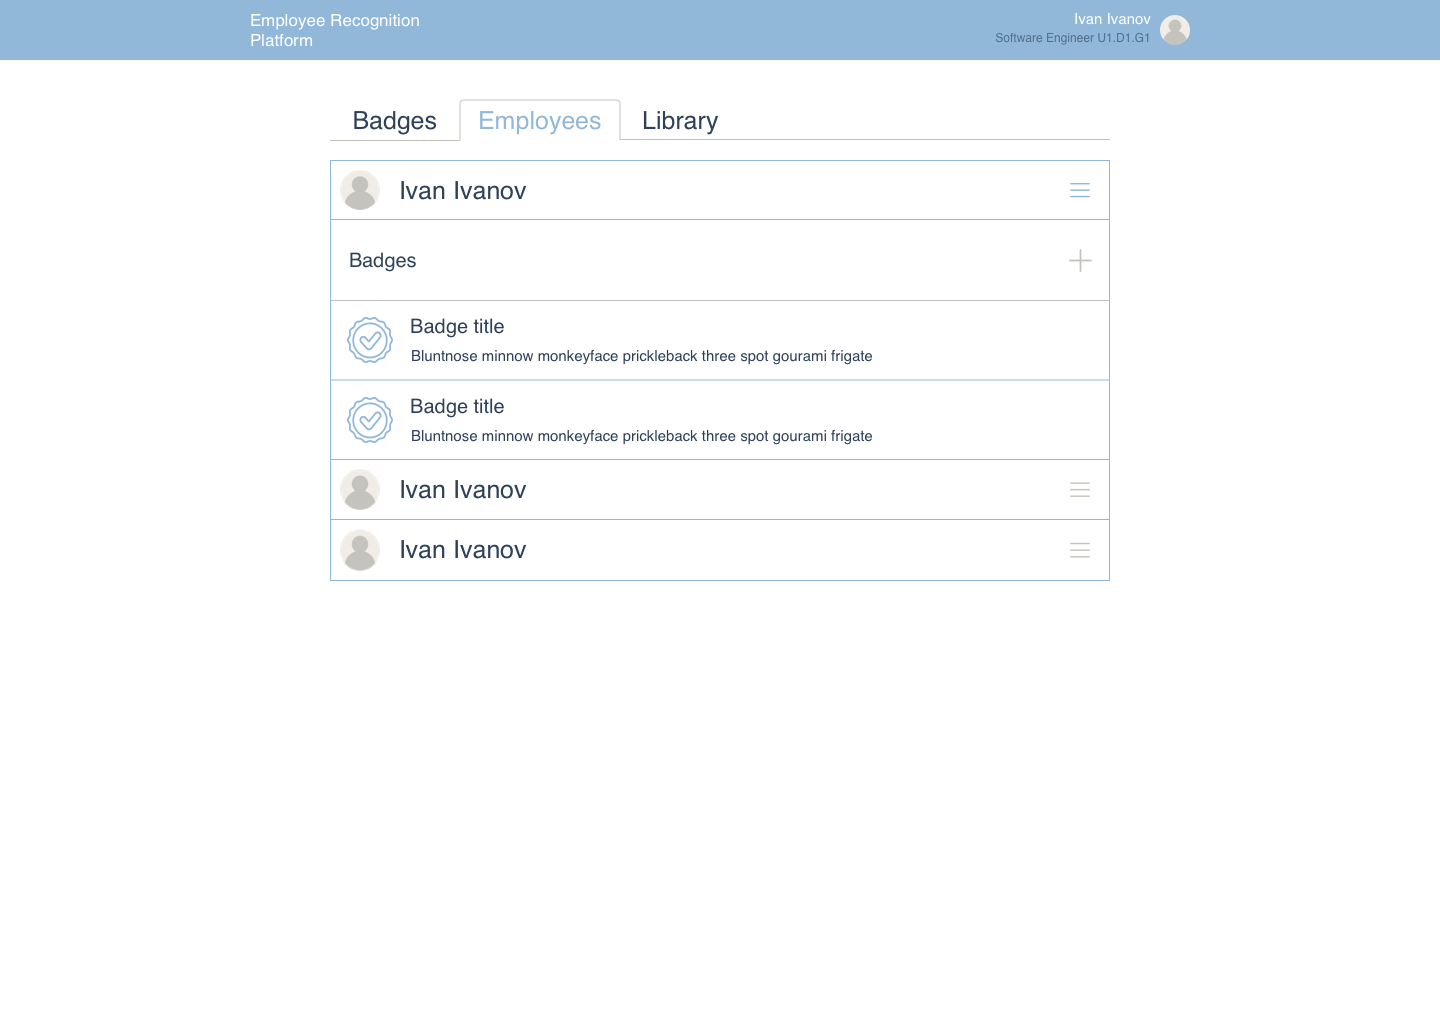 Employee Recognition
Platform
Ivan Ivanov
Software Engineer U1.D1.G1
Badges
Employees
Library
Ivan Ivanov
Badges
Badge title
Bluntnose minnow monkeyface prickleback three spot gourami frigate
Badge title
Bluntnose minnow monkeyface prickleback three spot gourami frigate
Ivan Ivanov
Ivan Ivanov